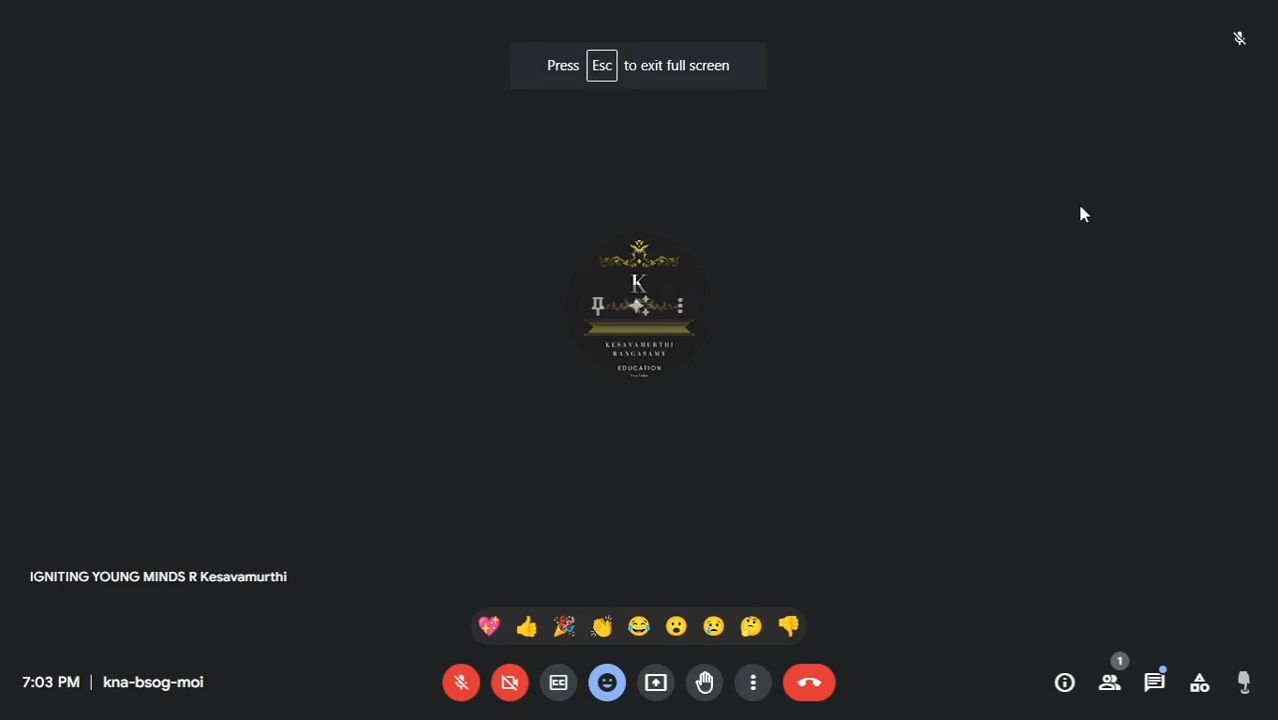 Press Esc to exit full screen
K
KESAVAMURTHI
RANGASAMY
EDUCATION
IGNITING YOUNG MINDS R Kesavamurthi
7:03 PM | kna-bsog-moi
1